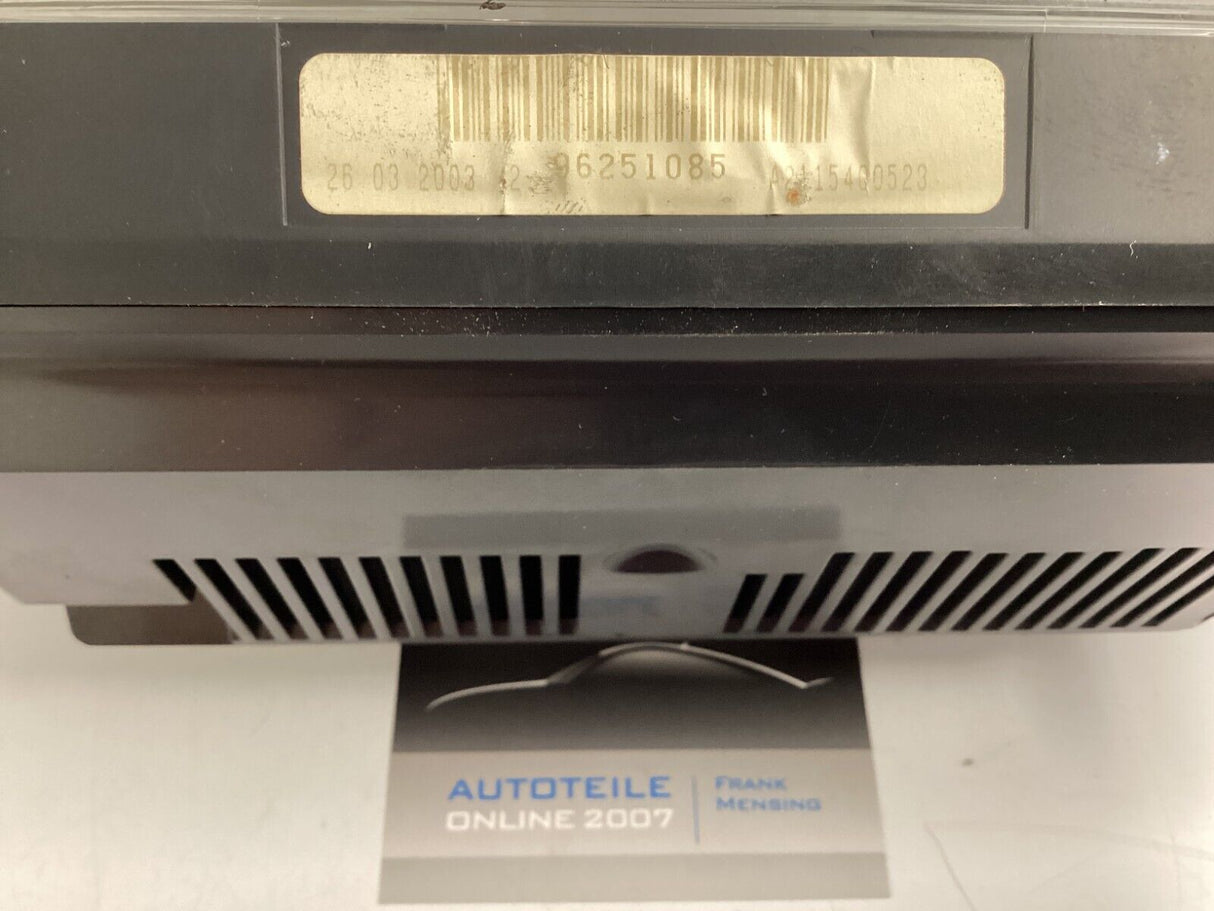 26 03 2003 96251085
AUTOTEILE
ONLINE 2007
FRANK
MENSING